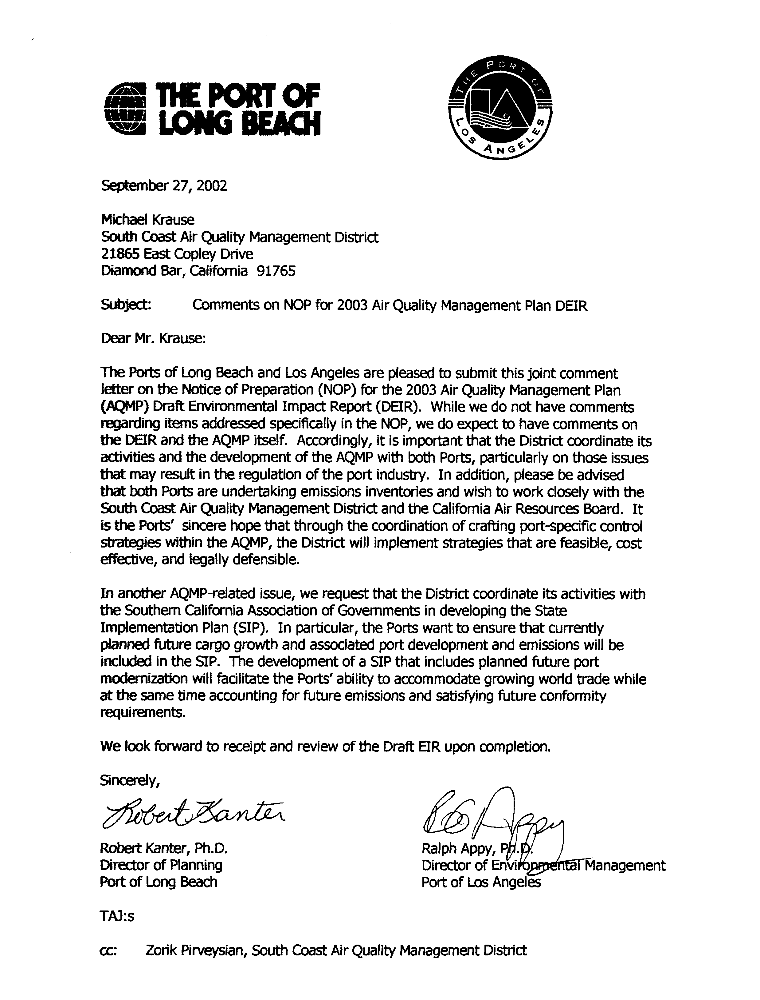 THE PORT OF
LONG BEACH
THE PORT OF
LOS ANGELES
LA
September 27, 2002
Michael Krause
South Coast Air Quality Management District
21865 East Copley Drive
Diamond Bar, California 91765
Subject: Comments on NOP for 2003 Air Quality Management Plan DEIR
Dear Mr. Krause:
The Ports of Long Beach and Los Angeles are pleased to submit this joint comment
letter on the Notice of Preparation (NOP) for the 2003 Air Quality Management Plan
(AQMP) Draft Environmental Impact Report (DEIR). While we do not have comments
regarding items addressed specifically in the NOP, we do expect to have comments on
the DEIR and the AQMP itself. Accordingly, it is important that the District coordinate its
activities and the development of the AQMP with both Ports, particularly on those issues
that may result in the regulation of the port industry. In addition, please be advised
that both Ports are undertaking emissions inventories and wish to work closely with the
South Coast Air Quality Management District and the California Air Resources Board. It
is the Ports' sincere hope that through the coordination of crafting port-specific control
strategies within the AQMP, the District will implement strategies that are feasible, cost
effective, and legally defensible.
In another AQMP-related issue, we request that the District coordinate its activities with
the Southern California Association of Governments in developing the State
Implementation Plan (SIP). In particular, the Ports want to ensure that currently
planned future cargo growth and associated port development and emissions will be
included in the SIP. The development of a SIP that includes planned future port
modernization will facilitate the Ports' ability to accommodate growing world trade while
at the same time accounting for future emissions and satisfying future conformity
requirements.
We look forward to receipt and review of the Draft EIR upon completion.
Sincerely,
Robert Kanter
Robert Kanter, Ph.D.
Director of Planning
Port of Long Beach
Appy
Ralph Appy, Ph.D.
Director of Environmental Management
Port of Los Angeles
TAJ:s
cc: Zorik Pirveysian, South Coast Air Quality Management District